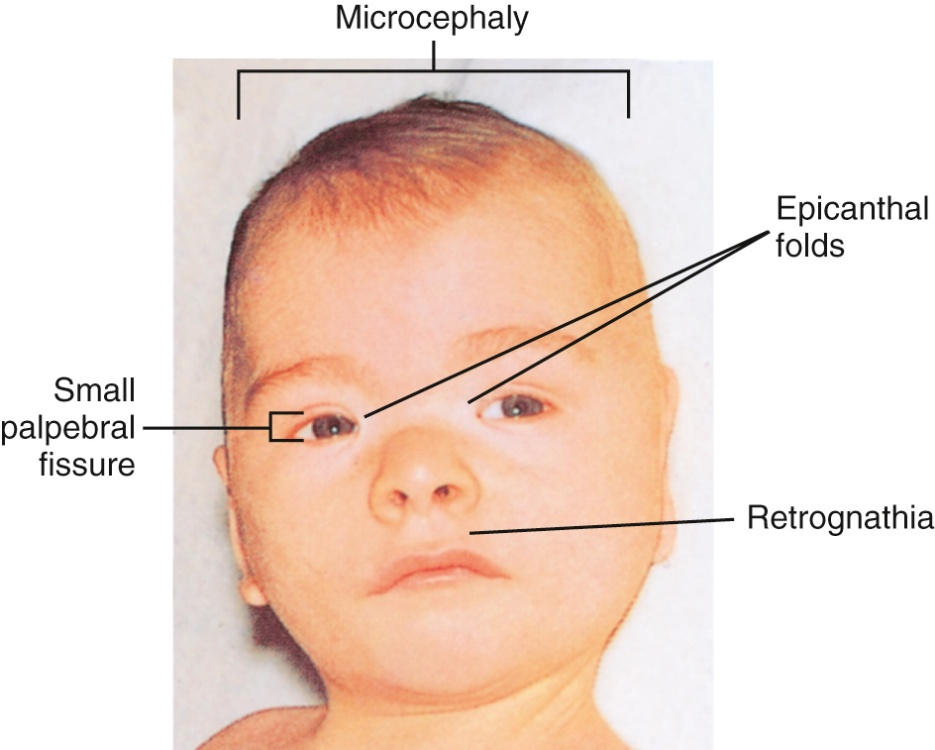 Microcephaly
Epicanthal
folds
Small
palpebral
fissure
Retrognathia